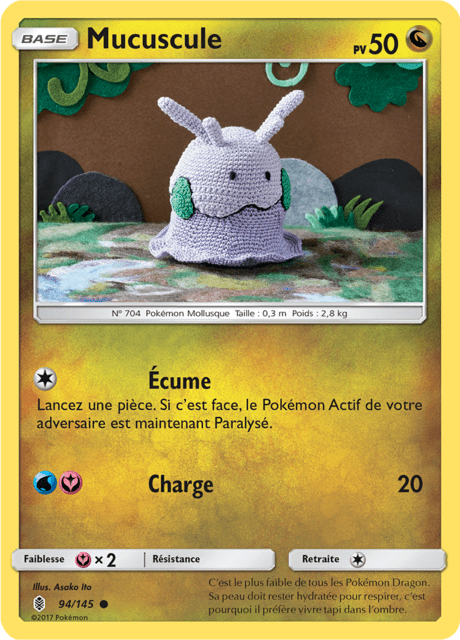 BASE Mucuscule PV 50
N° 704 Pokémon Mollusque Taille : 0,3 m Poids : 2,8 kg
Écume
Lancez une pièce. Si c'est face, le Pokémon Actif de votre
adversaire est maintenant Paralysé.
Charge 20
Faiblesse × 2 Résistance Retraite
Illus. Asako Ito
94/145
©2017 Pokémon
C'est le plus faible de tous les Pokémon Dragon.
Sa peau doit rester hydratée pour respirer, c'est
pourquoi il préfère vivre tapi dans l'ombre.